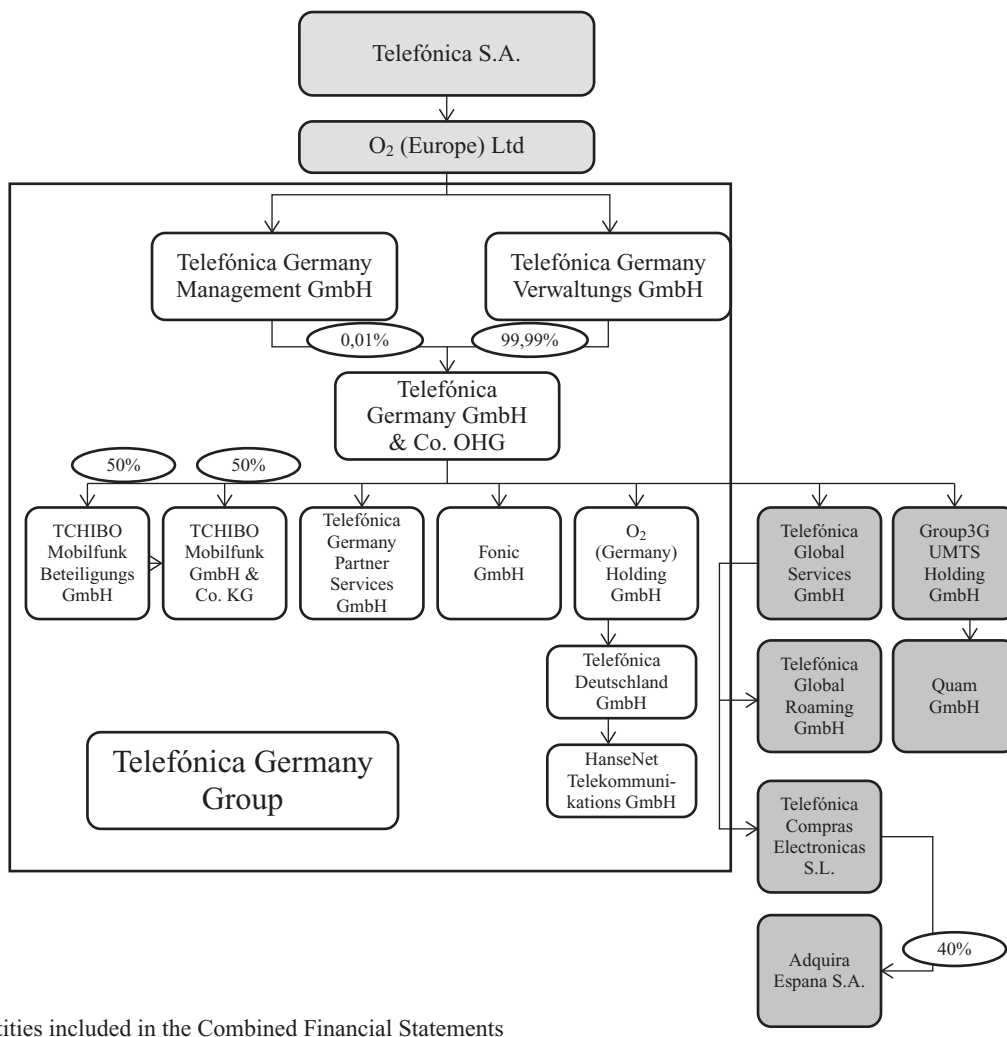 Telefónica S.A.
O2 (Europe) Ltd
Telefónica Germany
Management GmbH
Telefónica Germany
Verwaltungs GmbH
0,01%
99,99%
Telefónica
Germany GmbH
& Co. OHG
50%
50%
TCHIBO
Mobilfunk
Beteiligungs
GmbH
TCHIBO
Mobilfunk
GmbH &
Co. KG
Telefónica
Germany
Partner
Services
GmbH
Fonic
GmbH
O2
(Germany)
Holding
GmbH
Telefónica
Global
Services
GmbH
Group3G
UMTS
Holding
GmbH
Telefónica
Deutschland
GmbH
Telefónica
Global
Roaming
GmbH
Quam
GmbH
Telefónica Germany
Group
HanseNet
Telekommuni-
kations GmbH
Telefónica
Compras
Electronicas
S.L.
40%
Adquira
Espana S.A.
tities included in the Combined Financial Statements